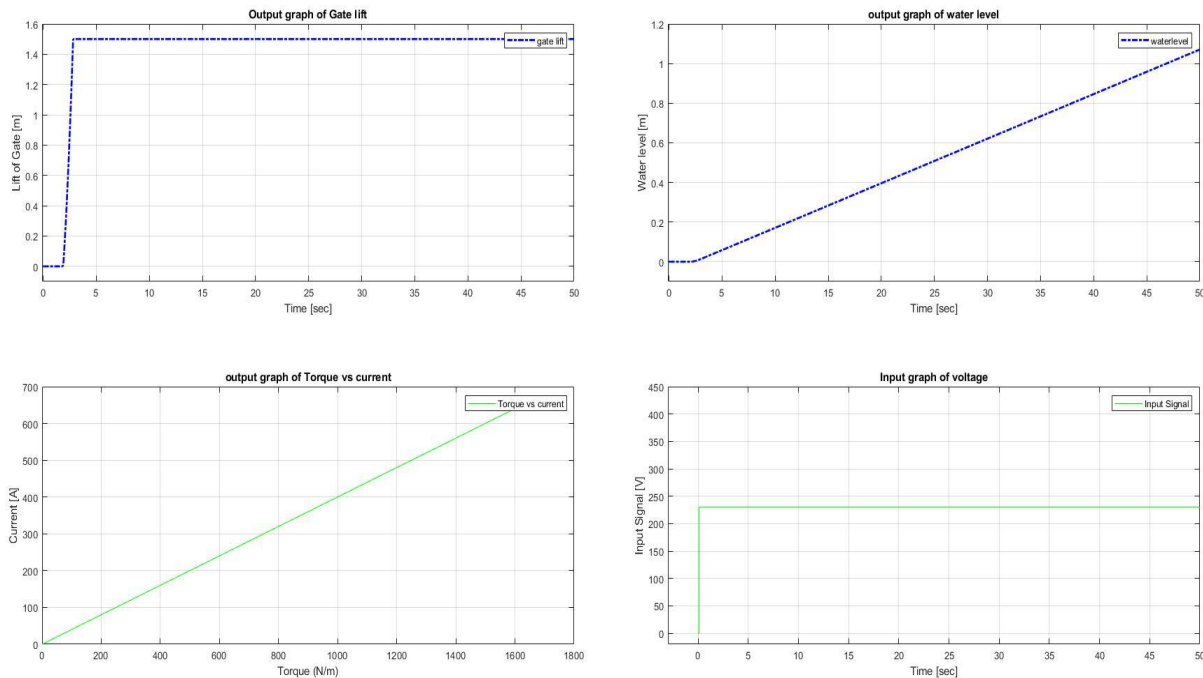 Output graph of Gate lift
1.6
1.4
1.2
1
0.8
0.6
0.4
0.2
0
Lift of Gate [m]
gate lift
0 5 10 15 20 25 30 35 40 45 50
Time [sec]
output graph of water level
1.2
1
0.8
0.6
0.4
0.2
0
Water level [m]
waterlevel
0 5 10 15 20 25 30 35 40 45 50
Time [sec]
output graph of Torque vs current
700
600
500
400
300
200
100
0
Current [A]
Torque vs current
0 200 400 600 800 1000 1200 1400 1600 1800
Torque (N/m)
Input graph of voltage
450
400
350
300
250
200
150
100
50
0
Input Signal [V]
Input Signal
0 5 10 15 20 25 30 35 40 45 50
Time [sec]